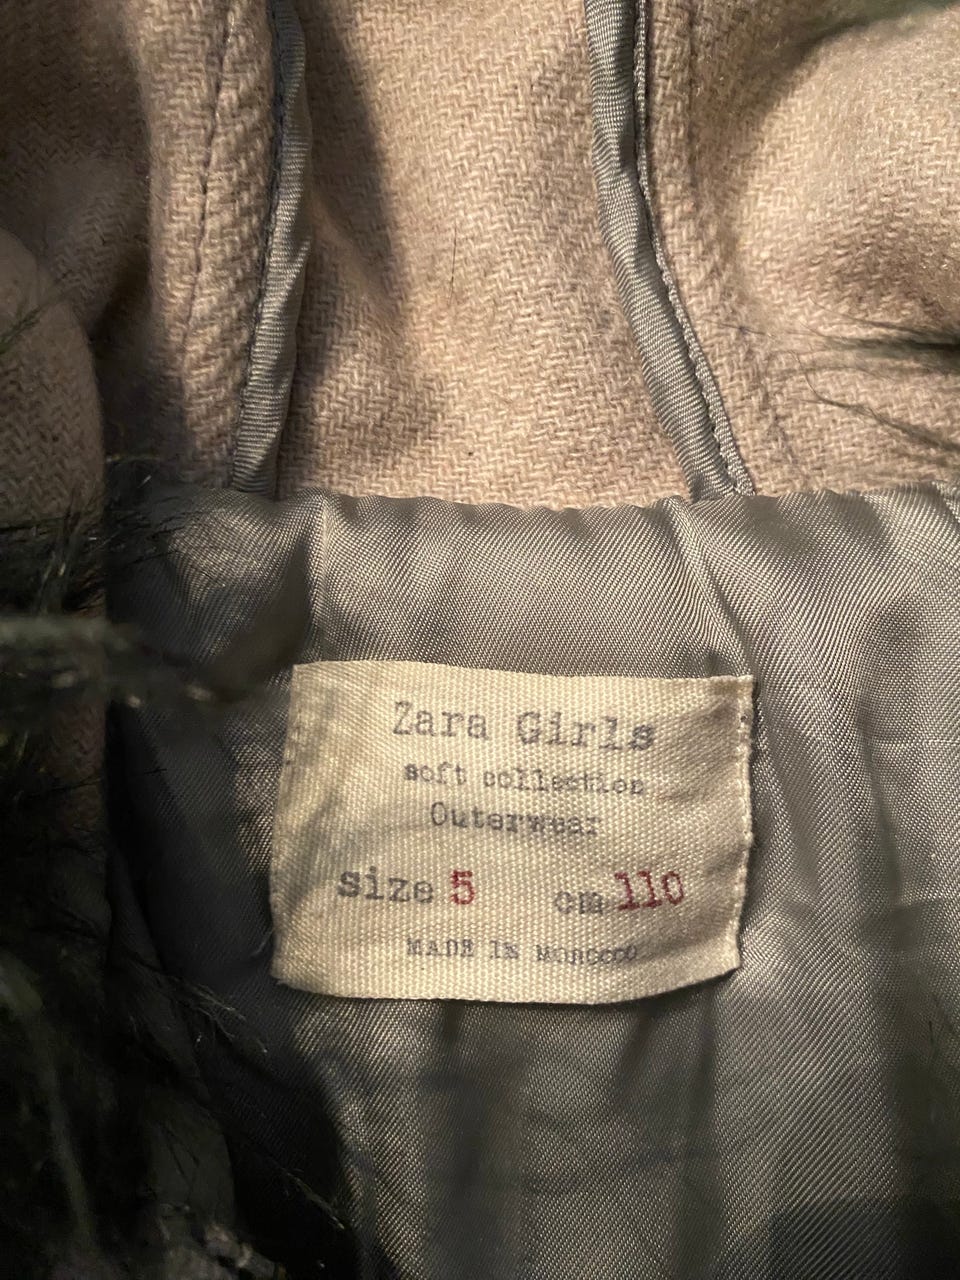 Zara Girls
soft collection
Outerwear
size 5 cm 110
MADE IN MOROCCO